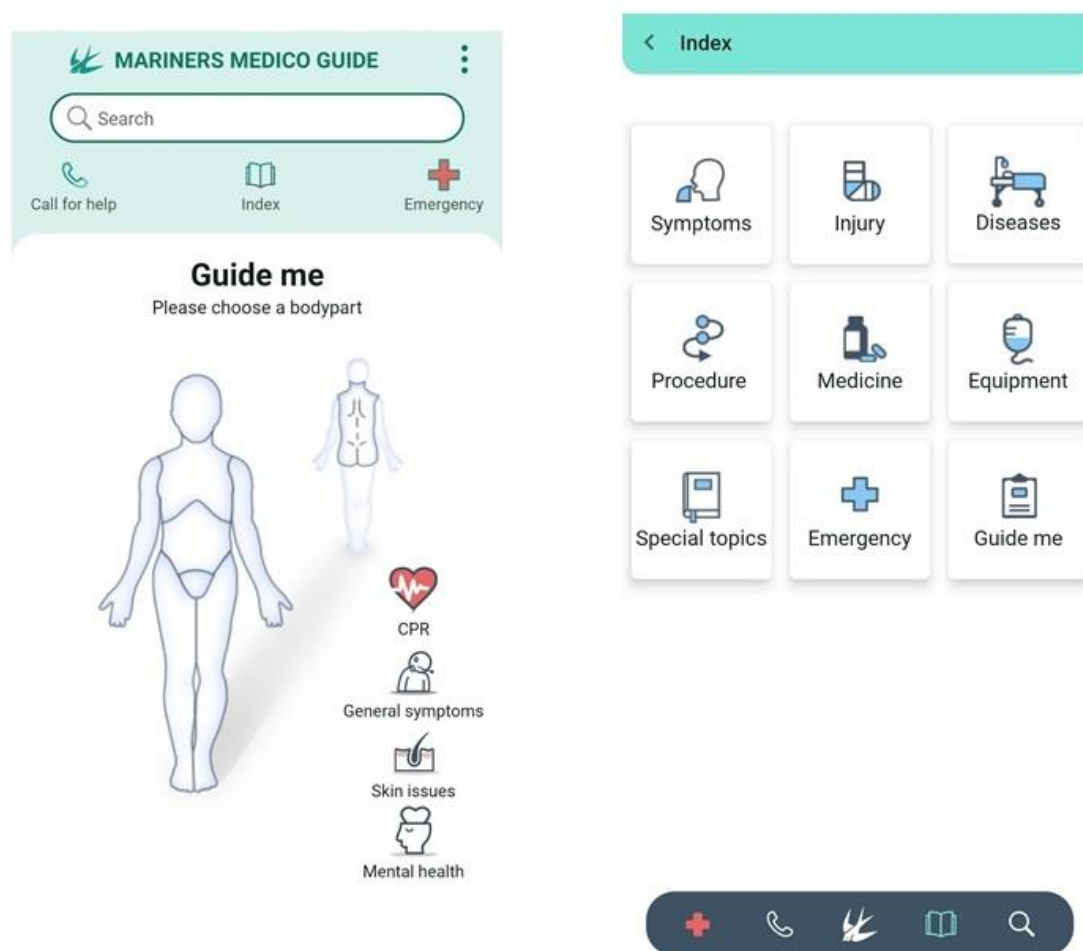 MARINERS MEDICO GUIDE
Search
Call for help
Index
Emergency
Guide me
Please choose a bodypart
CPR
General symptoms
Skin issues
Mental health
Index
Symptoms
Injury
Diseases
Procedure
Medicine
Equipment
Special topics
Emergency
Guide me